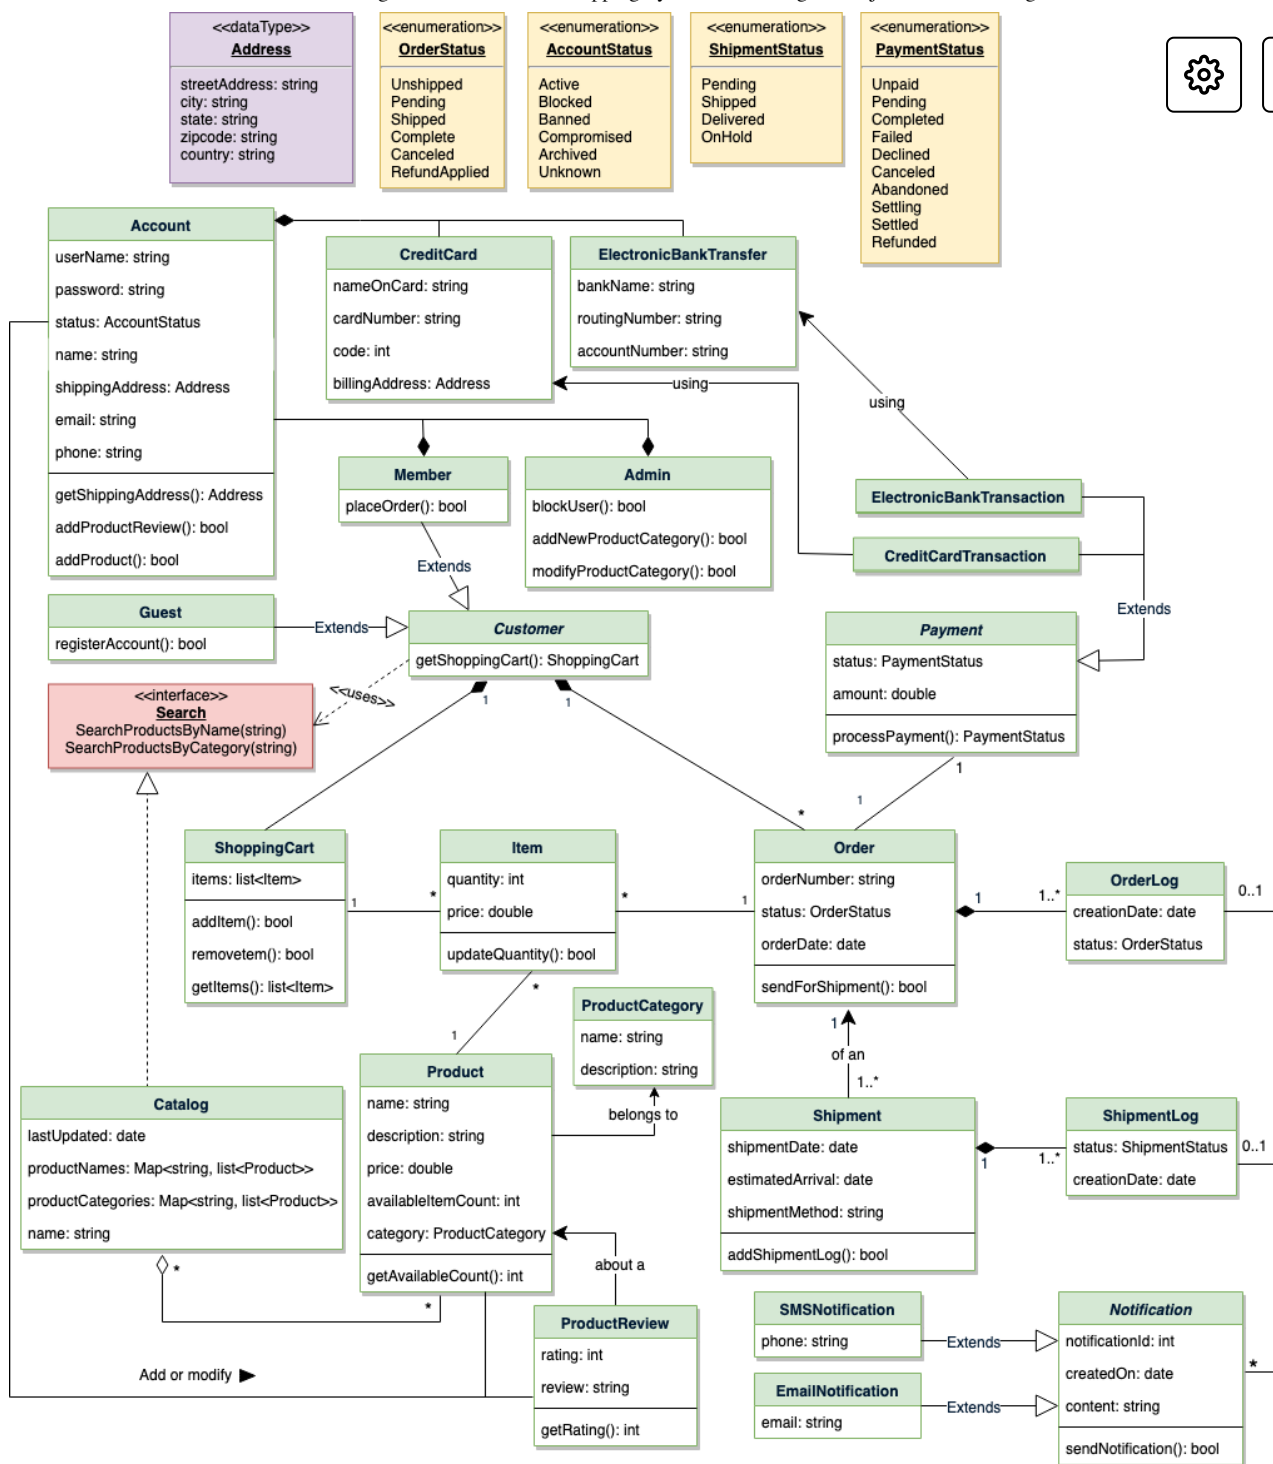 <<dataType>>
Address
streetAddress: string
city: string
state: string
zipcode: string
country: string
<<enumeration>>
OrderStatus
Unshipped
Pending
Shipped
Complete
Canceled
RefundApplied
<<enumeration>>
AccountStatus
Active
Blocked
Banned
Compromised
Archived
Unknown
<<enumeration>>
ShipmentStatus
Pending
Shipped
Delivered
OnHold
<<enumeration>>
PaymentStatus
Unpaid
Pending
Completed
Failed
Declined
Canceled
Abandoned
Settling
Settled
Refunded
Account
userName: string
password: string
status: AccountStatus
name: string
shippingAddress: Address
email: string
phone: string
getShippingAddress(): Address
addProductReview(): bool
addProduct(): bool
CreditCard
nameOnCard: string
cardNumber: string
code: int
billingAddress: Address
ElectronicBankTransfer
bankName: string
routingNumber: string
accountNumber: string
using
using
Member
placeOrder(): bool
Admin
blockUser(): bool
addNewProductCategory(): bool
modifyProductCategory(): bool
ElectronicBankTransaction
CreditCardTransaction
Extends
Extends
Guest
registerAccount(): bool
Extends
Customer
getShoppingCart(): ShoppingCart
Payment
status: PaymentStatus
amount: double
processPayment(): PaymentStatus
<<interface>>
Search
SearchProductsByName(string)
SearchProductsByCategory(string)
<<uses>>
1
1
1
1
*
ShoppingCart
items: list<Item>
addItem(): bool
removetem(): bool
getItems(): list<Item>
1
*
Item
quantity: int
price: double
updateQuantity(): bool
*
1
Order
orderNumber: string
status: OrderStatus
orderDate: date
sendForShipment(): bool
1
1..*
OrderLog
creationDate: date
status: OrderStatus
0..1
*
1
ProductCategory
name: string
description: string
belongs to
1
of an
1..*
Product
name: string
description: string
price: double
availableItemCount: int
category: ProductCategory
getAvailableCount(): int
Catalog
lastUpdated: date
productNames: Map<string, list<Product>>
productCategories: Map<string, list<Product>>
name: string
*
*
Shipment
shipmentDate: date
estimatedArrival: date
shipmentMethod: string
addShipmentLog(): bool
1
1..*
ShipmentLog
status: ShipmentStatus
creationDate: date
0..1
about a
ProductReview
rating: int
review: string
getRating(): int
Add or modify
SMSNotification
phone: string
Extends
EmailNotification
email: string
Extends
Notification
notificationId: int
createdOn: date
content: string
sendNotification(): bool
*